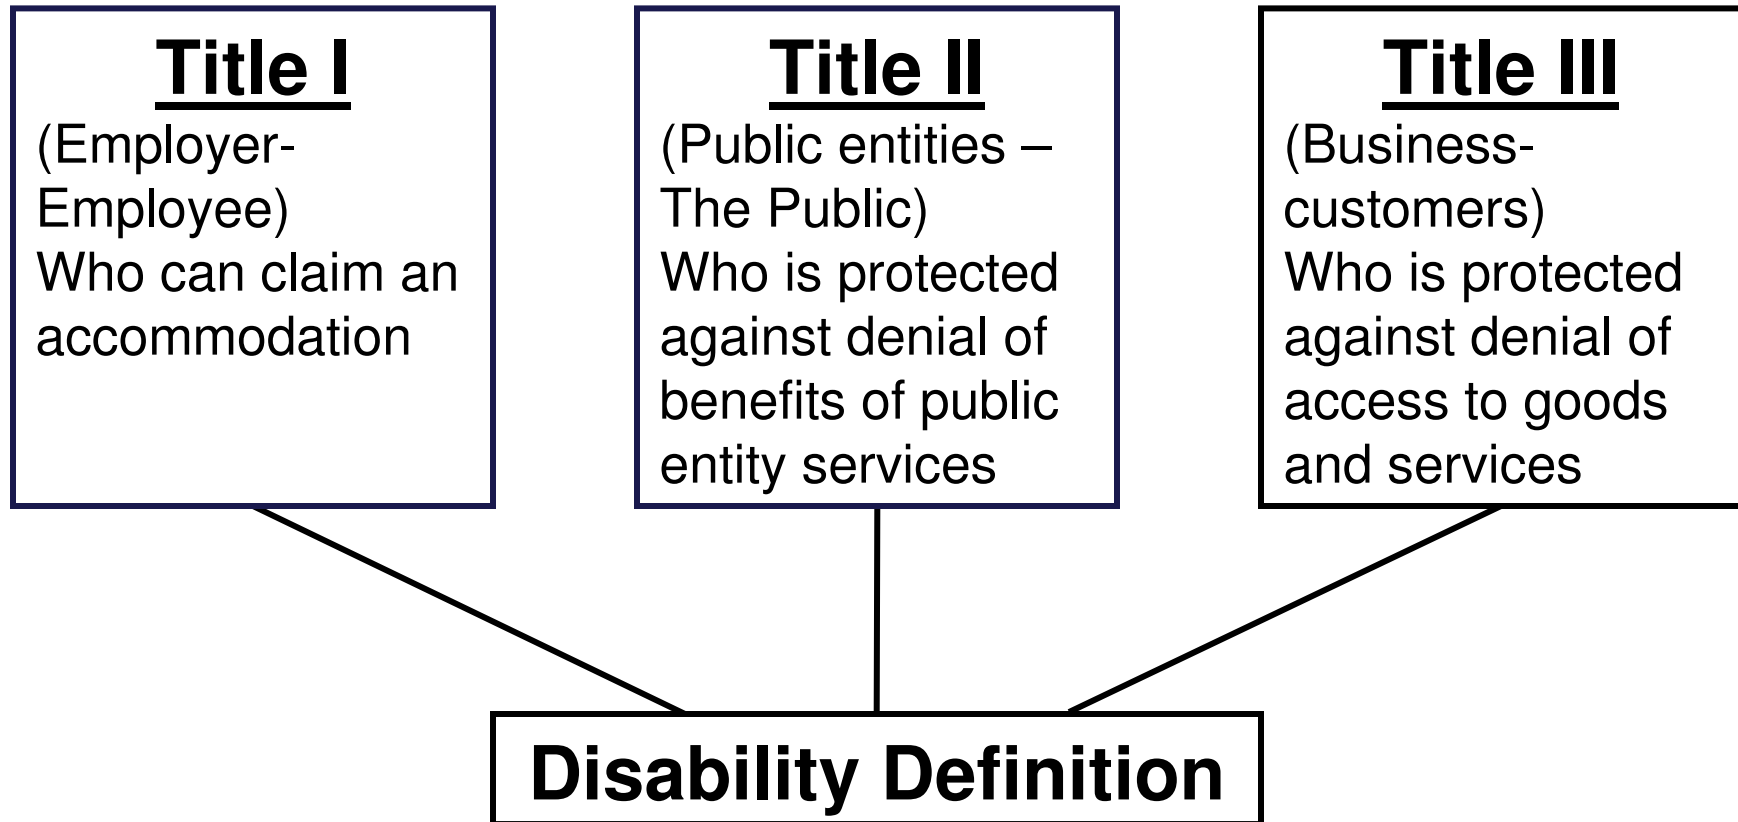 Title I
(Employer-
Employee)
Who can claim an
accommodation
Title II
(Public entities –
The Public)
Who is protected
against denial of
benefits of public
entity services
Title III
(Business-
customers)
Who is protected
against denial of
access to goods
and services
Disability Definition